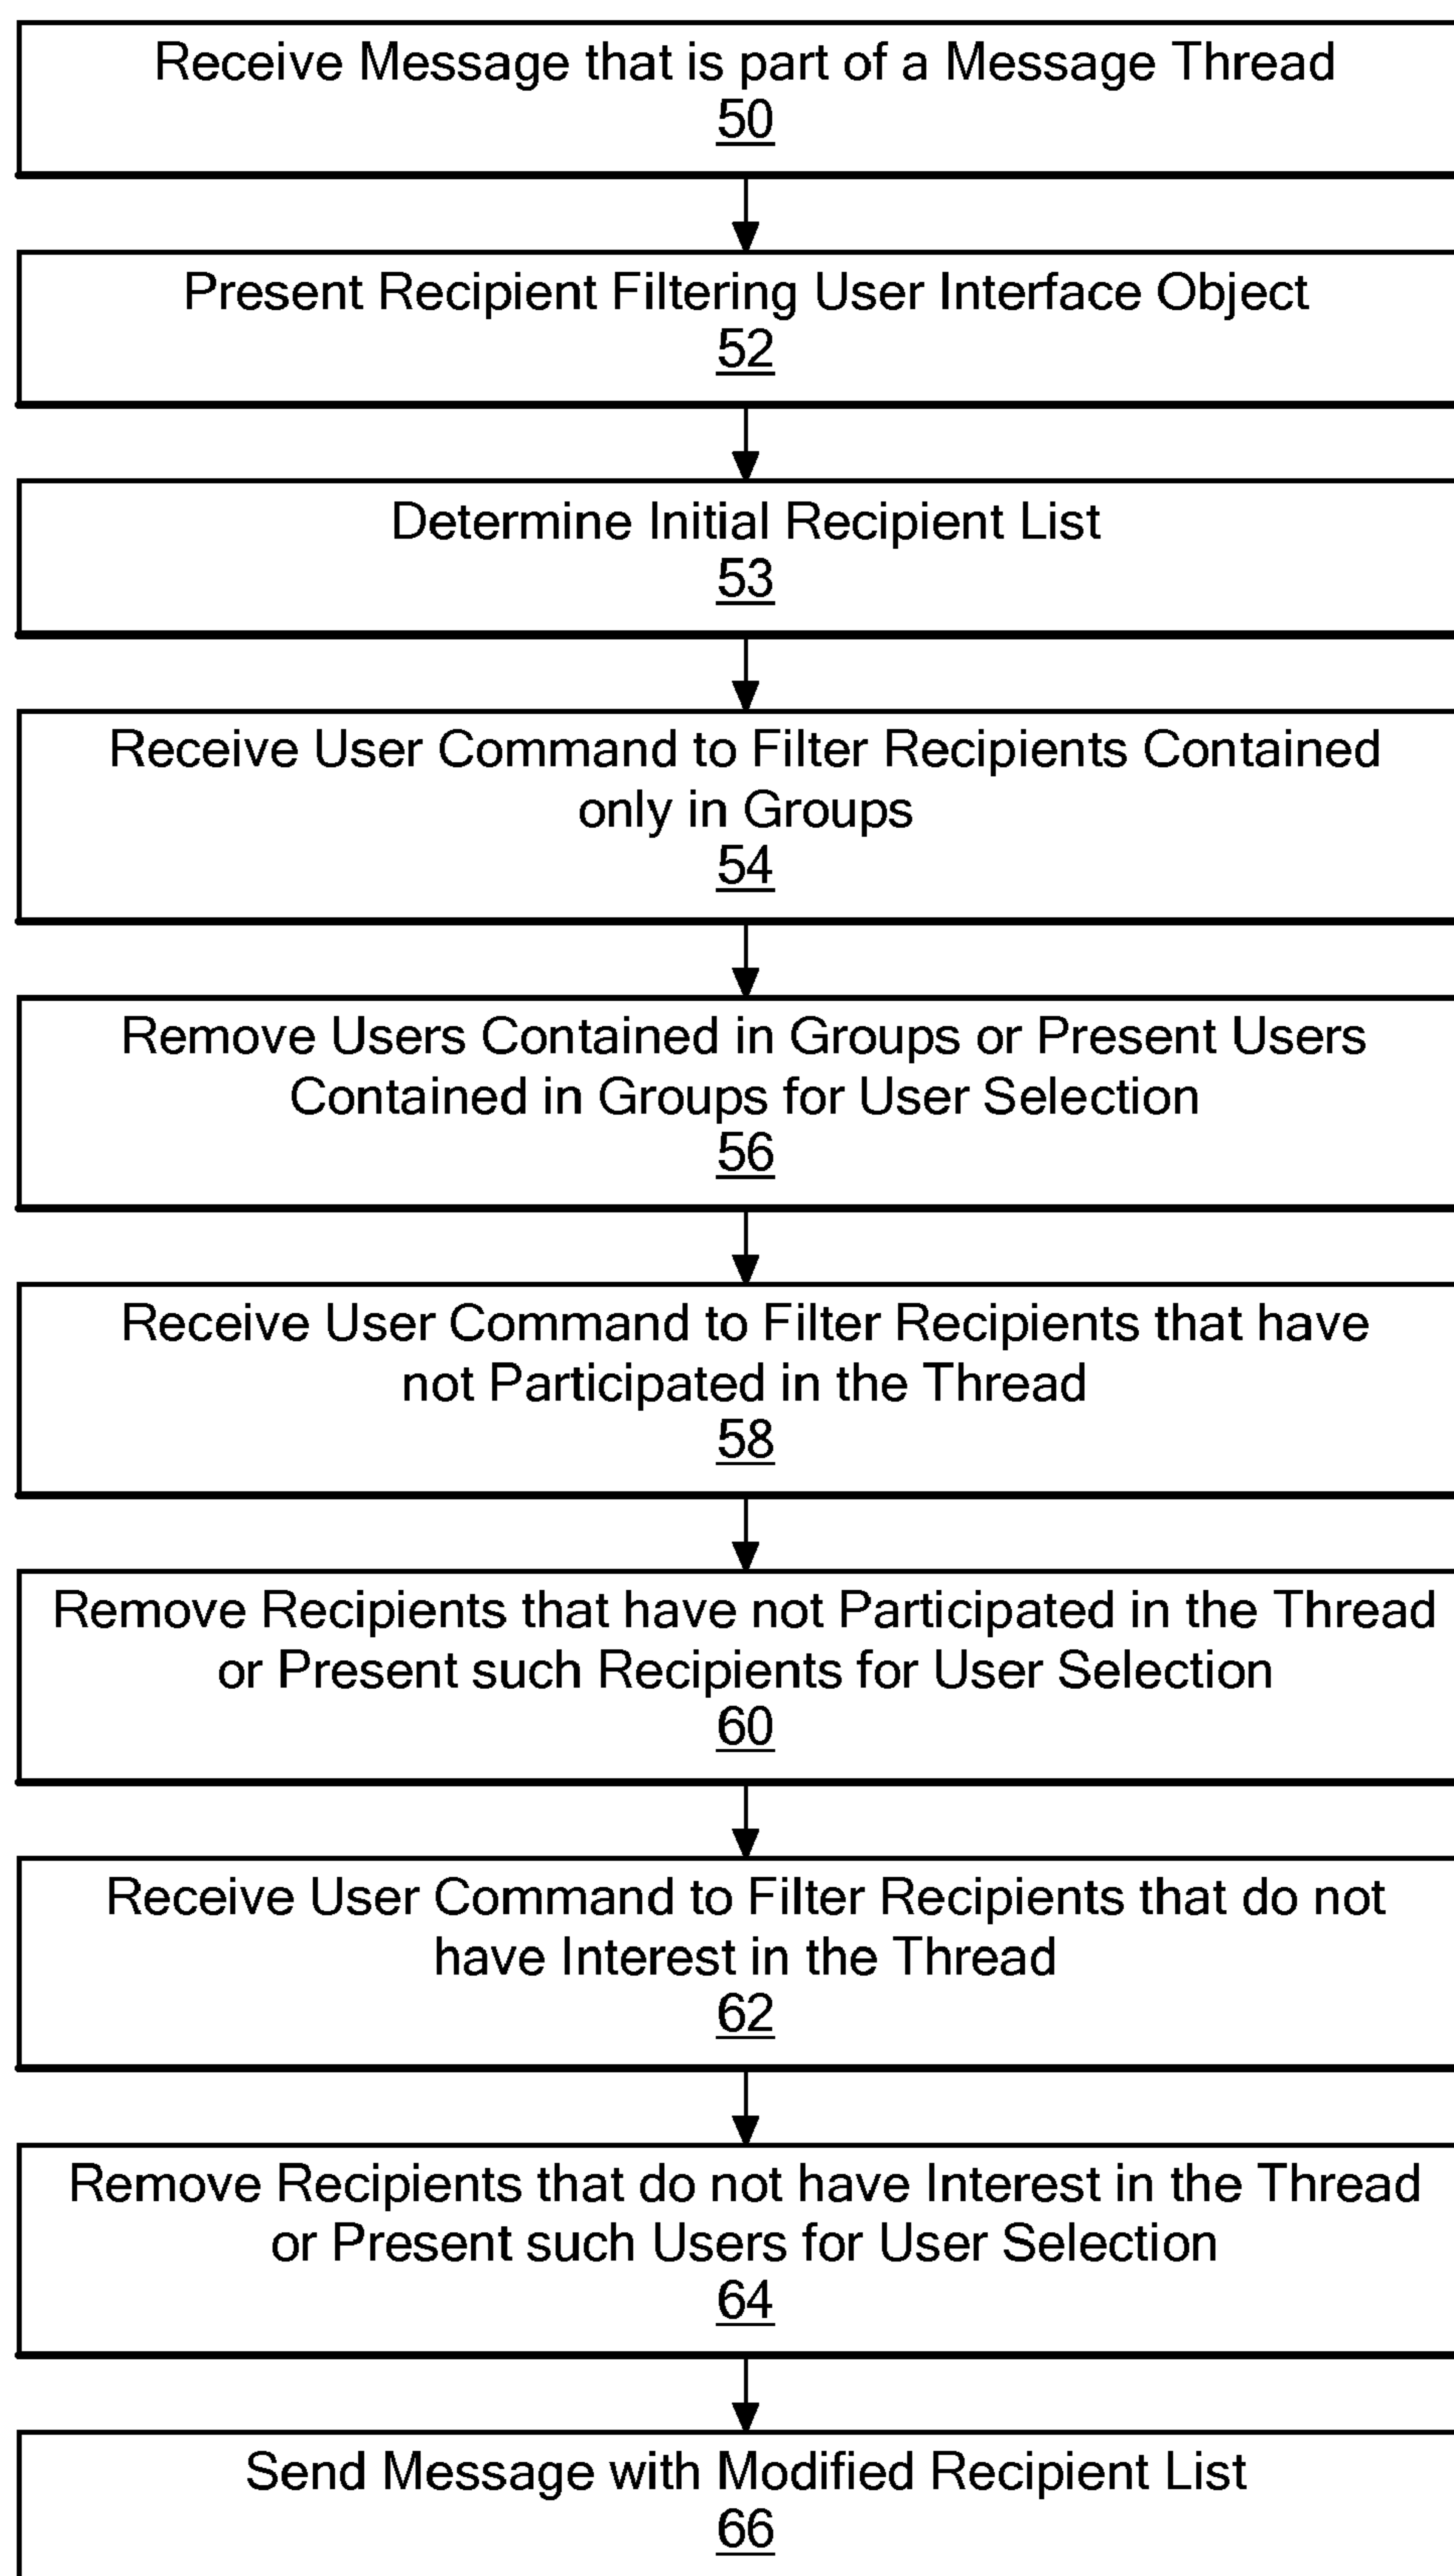 Receive Message that is part of a Message Thread
50
Present Recipient Filtering User Interface Object
52
Determine Initial Recipient List
53
Receive User Command to Filter Recipients Contained
only in Groups
54
Remove Users Contained in Groups or Present Users
Contained in Groups for User Selection
56
Receive User Command to Filter Recipients that have
not Participated in the Thread
58
Remove Recipients that have not Participated in the Thread
or Present such Recipients for User Selection
60
Receive User Command to Filter Recipients that do not
have Interest in the Thread
62
Remove Recipients that do not have Interest in the Thread
or Present such Users for User Selection
64
Send Message with Modified Recipient List
66